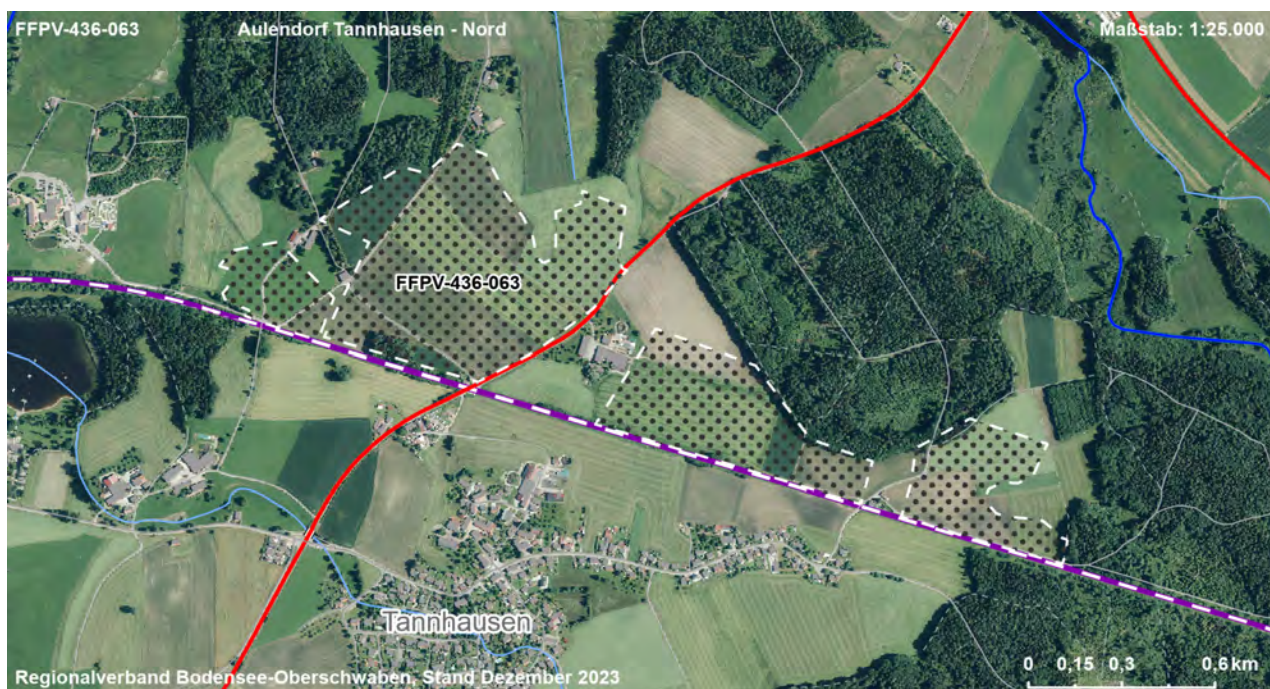 FFPV-436-063 Aulendorf Tannhausen - Nord Maßstab: 1:25.000
FFPV-436-063
Tannhausen
0 0,15 0,3 0,6 km
Regionalverband Bodensee-Oberschwaben, Stand Dezember 2023